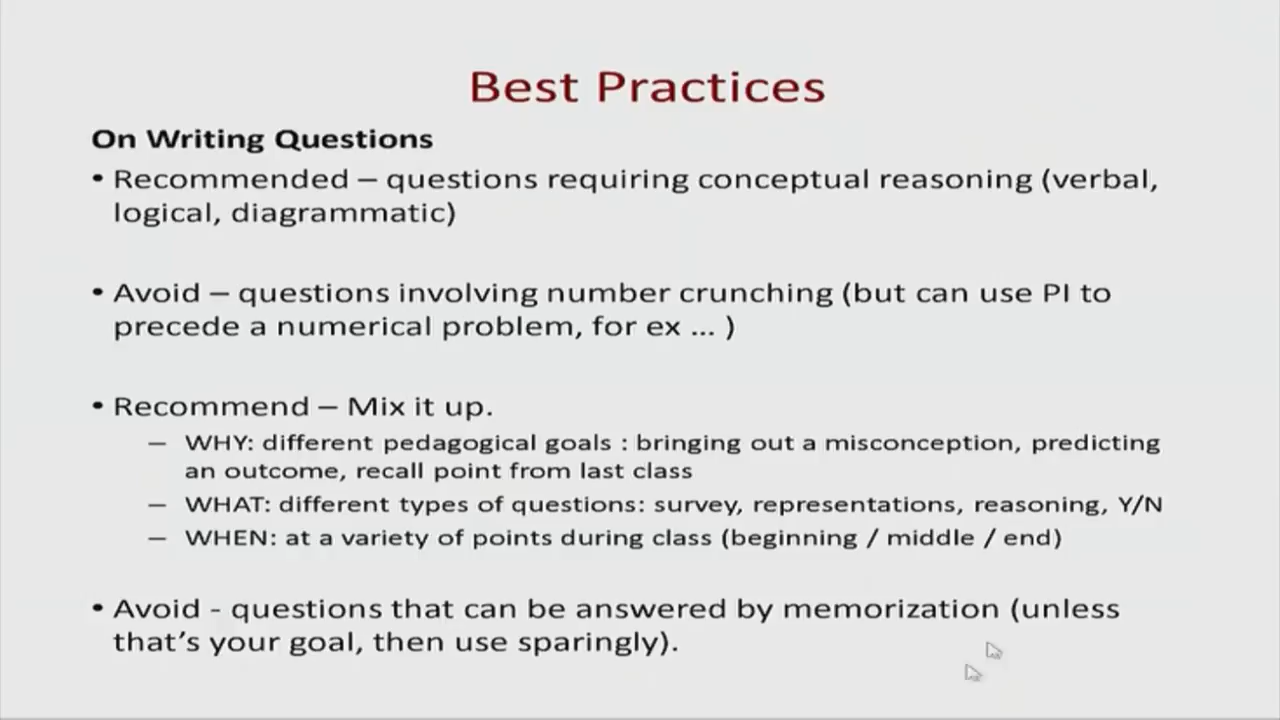 Best Practices
On Writing Questions
• Recommended – questions requiring conceptual reasoning (verbal,
logical, diagrammatic)
• Avoid – questions involving number crunching (but can use PI to
precede a numerical problem, for ex ... )
• Recommend – Mix it up.
– WHY: different pedagogical goals : bringing out a misconception, predicting
an outcome, recall point from last class
– WHAT: different types of questions: survey, representations, reasoning, Y/N
– WHEN: at a variety of points during class (beginning / middle / end)
• Avoid - questions that can be answered by memorization (unless
that's your goal, then use sparingly).